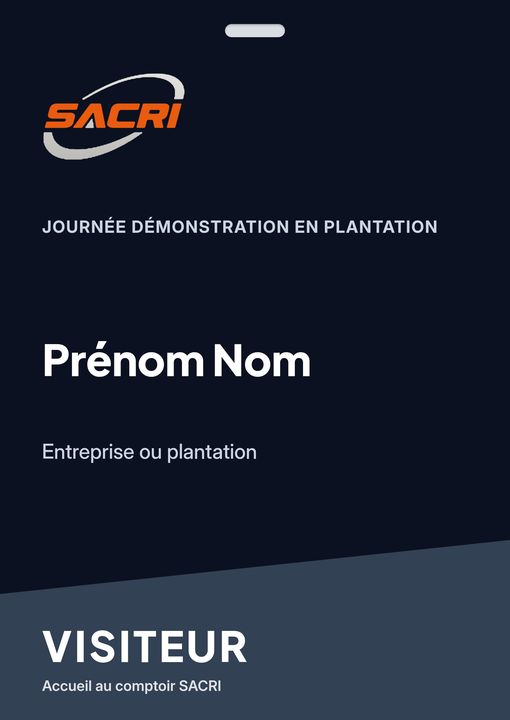 SACRI
JOURNÉE DÉMONSTRATION EN PLANTATION
Prénom Nom
Entreprise ou plantation
VISITEUR
Accueil au comptoir SACRI